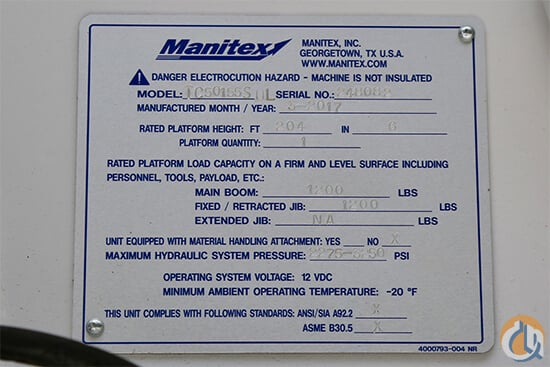 Manitex
MANITEX, INC.
GEORGETOWN, TX U.S.A.
WWW.MANITEX.COM
DANGER ELECTROCUTION HAZARD - MACHINE IS NOT INSULATED
MODEL: SERIAL NO.: 248082
MANUFACTURED MONTH / YEAR: 5-2017
RATED PLATFORM HEIGHT: FT 204 IN 6
PLATFORM QUANTITY: 1
RATED PLATFORM LOAD CAPACITY ON A FIRM AND LEVEL SURFACE INCLUDING
PERSONNEL, TOOLS, PAYLOAD, ETC.:
MAIN BOOM: 1200 LBS
FIXED / RETRACTED JIB: 1200 LBS
EXTENDED JIB: NA LBS
UNIT EQUIPPED WITH MATERIAL HANDLING ATTACHMENT: YES NO X
MAXIMUM HYDRAULIC SYSTEM PRESSURE: PSI
OPERATING SYSTEM VOLTAGE: 12 VDC
MINIMUM AMBIENT OPERATING TEMPERATURE: -20 °F
THIS UNIT COMPLIES WITH FOLLOWING STANDARDS: ANSI/SIA A92.2 X
ASME B30.5 X
4000793-004 NR